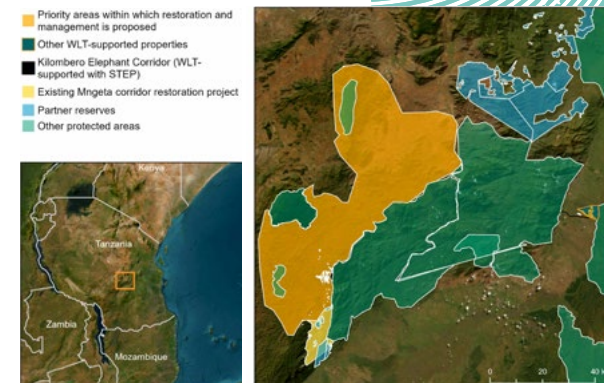 Priority areas within which restoration and
management is proposed
Other WLT-supported properties
Kilombero Elephant Corridor (WLT-
supported with STEP)
Existing Mngeta corridor restoration project
Partner reserves
Other protected areas
Kenya
Tanzania
Zambia
Mozambique
0 20 40 k